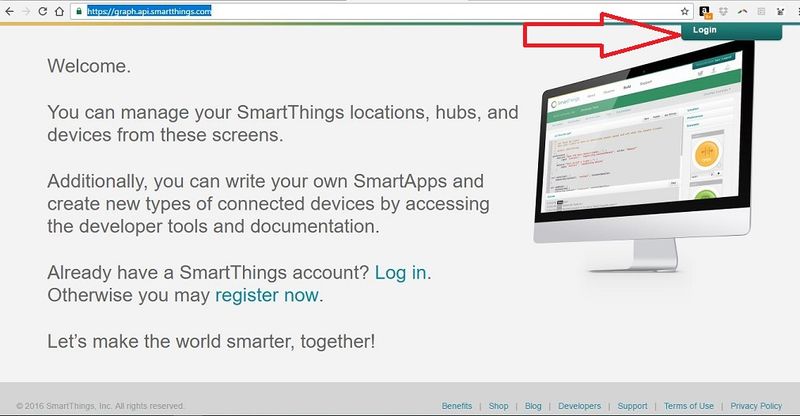 https://graph.api.smartthings.com
Login
Welcome.
You can manage your SmartThings locations, hubs, and
devices from these screens.
Additionally, you can write your own SmartApps and
create new types of connected devices by accessing
the developer tools and documentation.
Already have a SmartThings account? Log in.
Otherwise you may register now.
Let's make the world smarter, together!
SmartThings
© 2016 SmartThings, Inc. All rights reserved.
Benefits | Shop | Blog | Developers | Support | Terms of Use | Privacy Policy